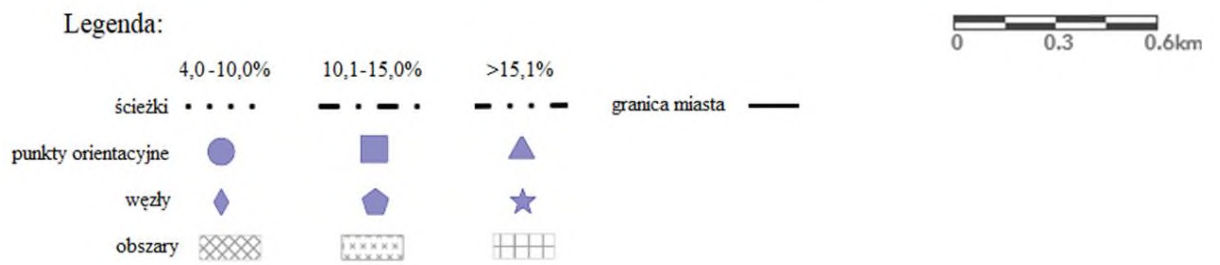 Legenda:
0 0.3 0.6km
4,0-10,0% 10,1-15,0% >15,1%
ścieżki granica miasta
punkty orientacyjne
węzły
obszary